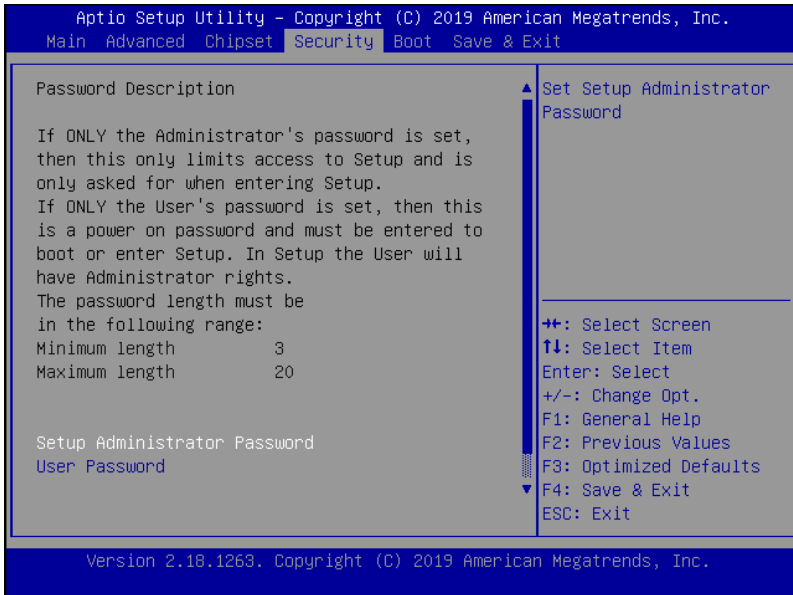 Aptio Setup Utility – Copyright (C) 2019 American Megatrends, Inc.
Main Advanced Chipset Security Boot Save & Exit
Password Description
If ONLY the Administrator's password is set,
then this only limits access to Setup and is
only asked for when entering Setup.
If ONLY the User's password is set, then this
is a power on password and must be entered to
boot or enter Setup. In Setup the User will
have Administrator rights.
The password length must be
in the following range:
Minimum length 3
Maximum length 20
Setup Administrator Password
User Password
Set Setup Administrator
Password
→←: Select Screen
↑↓: Select Item
Enter: Select
+/-: Change Opt.
F1: General Help
F2: Previous Values
F3: Optimized Defaults
F4: Save & Exit
ESC: Exit
Version 2.18.1263. Copyright (C) 2019 American Megatrends, Inc.